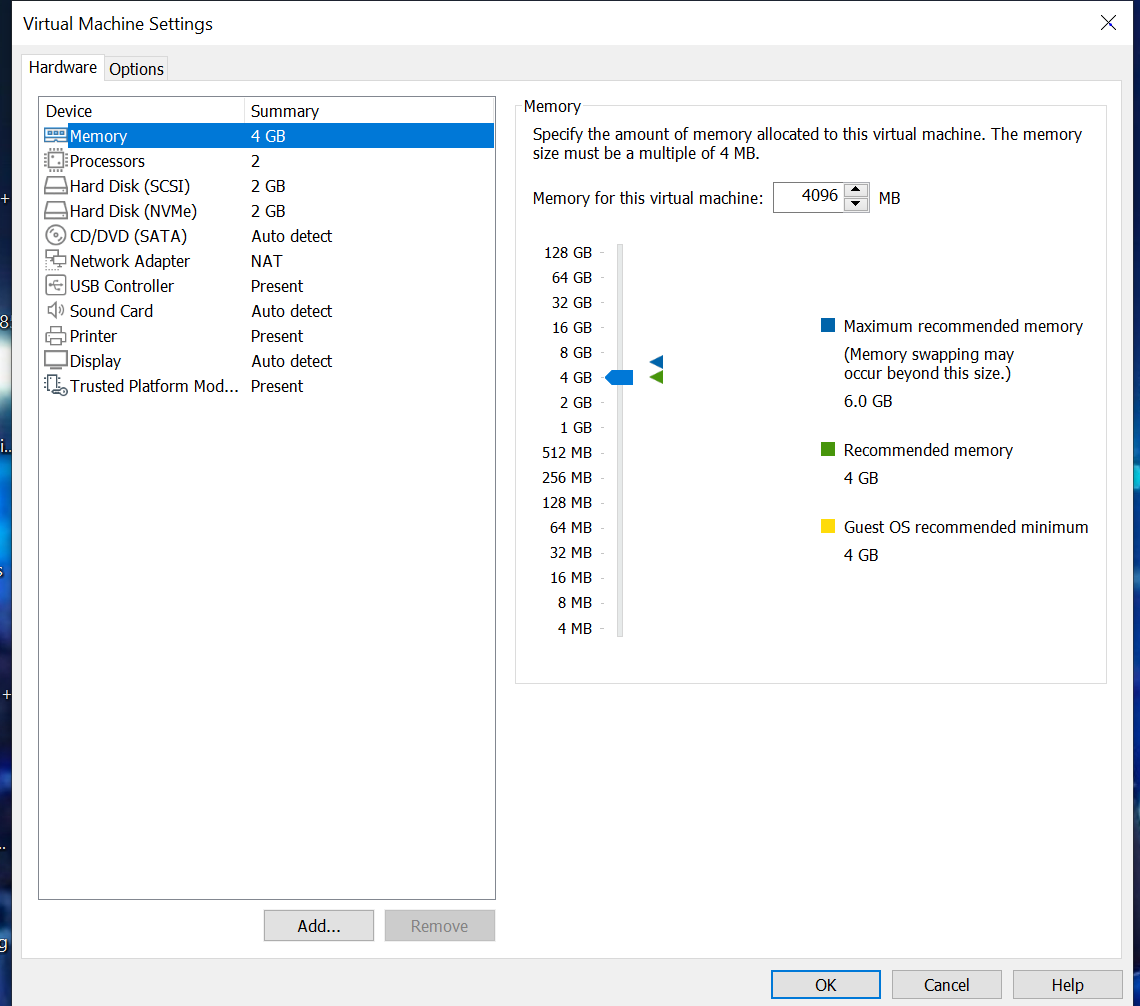 Virtual Machine Settings
Hardware Options
Device Summary
Memory 4 GB
Processors 2
Hard Disk (SCSI) 2 GB
Hard Disk (NVMe) 2 GB
CD/DVD (SATA) Auto detect
Network Adapter NAT
USB Controller Present
Sound Card Auto detect
Printer Present
Display Auto detect
Trusted Platform Mod... Present
Add... Remove
Memory
Specify the amount of memory allocated to this virtual machine. The memory
size must be a multiple of 4 MB.
Memory for this virtual machine: 4096 MB
128 GB
64 GB
32 GB
16 GB
8 GB
4 GB
2 GB
1 GB
512 MB
256 MB
128 MB
64 MB
32 MB
16 MB
8 MB
4 MB
Maximum recommended memory
(Memory swapping may
occur beyond this size.)
6.0 GB
Recommended memory
4 GB
Guest OS recommended minimum
4 GB
OK Cancel Help